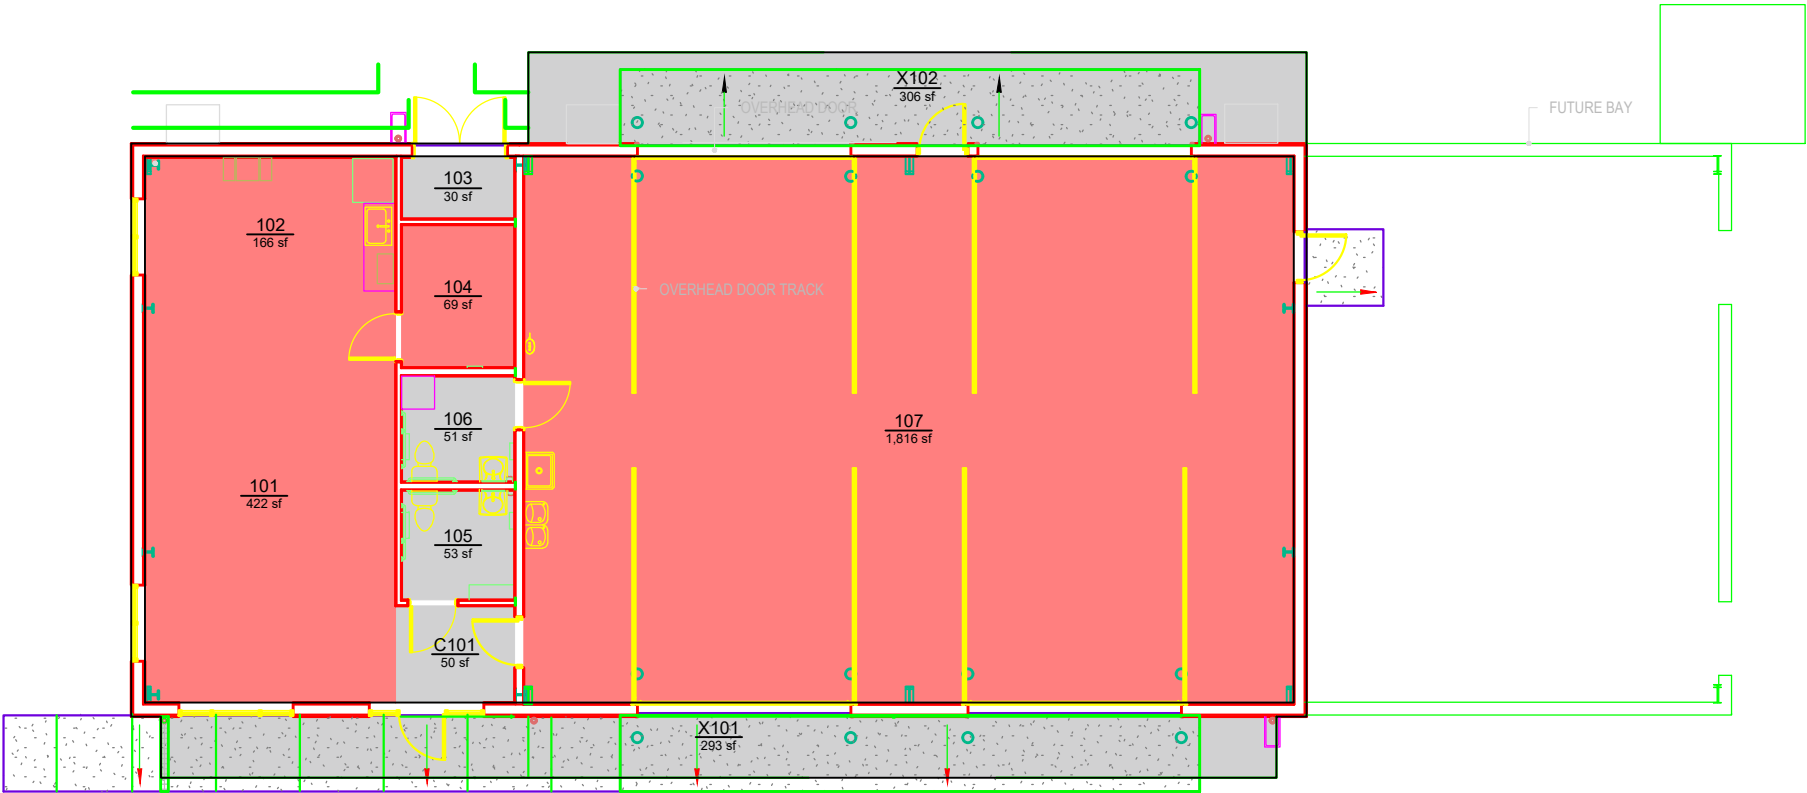 X102
306 sf
OVERHEAD DOOR
FUTURE BAY
103
30 sf
102
166 sf
104
69 sf
OVERHEAD DOOR TRACK
106
51 sf
107
1,816 sf
101
422 sf
105
53 sf
C101
50 sf
X101
293 sf